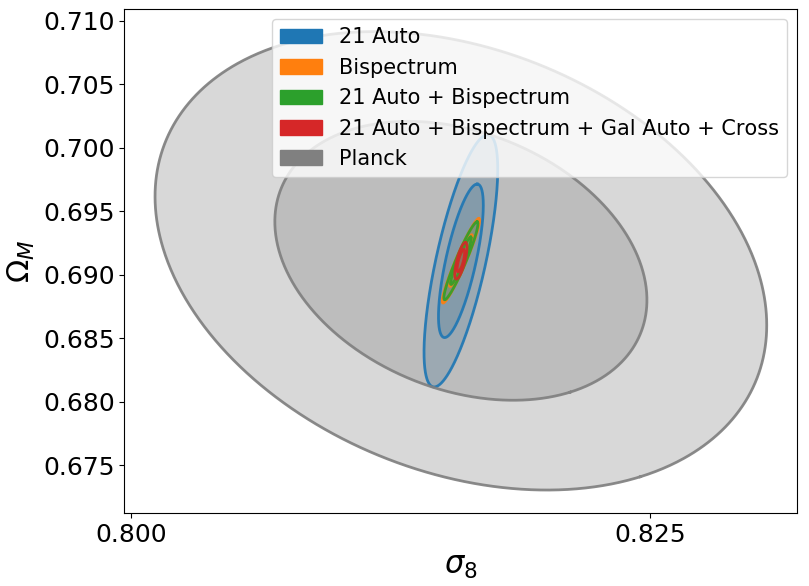 0.710
0.705
0.700
0.695
0.690
0.685
0.680
0.675
Ω_M
21 Auto
Bispectrum
21 Auto + Bispectrum
21 Auto + Bispectrum + Gal Auto + Cross
Planck
0.800
0.825
σ_8